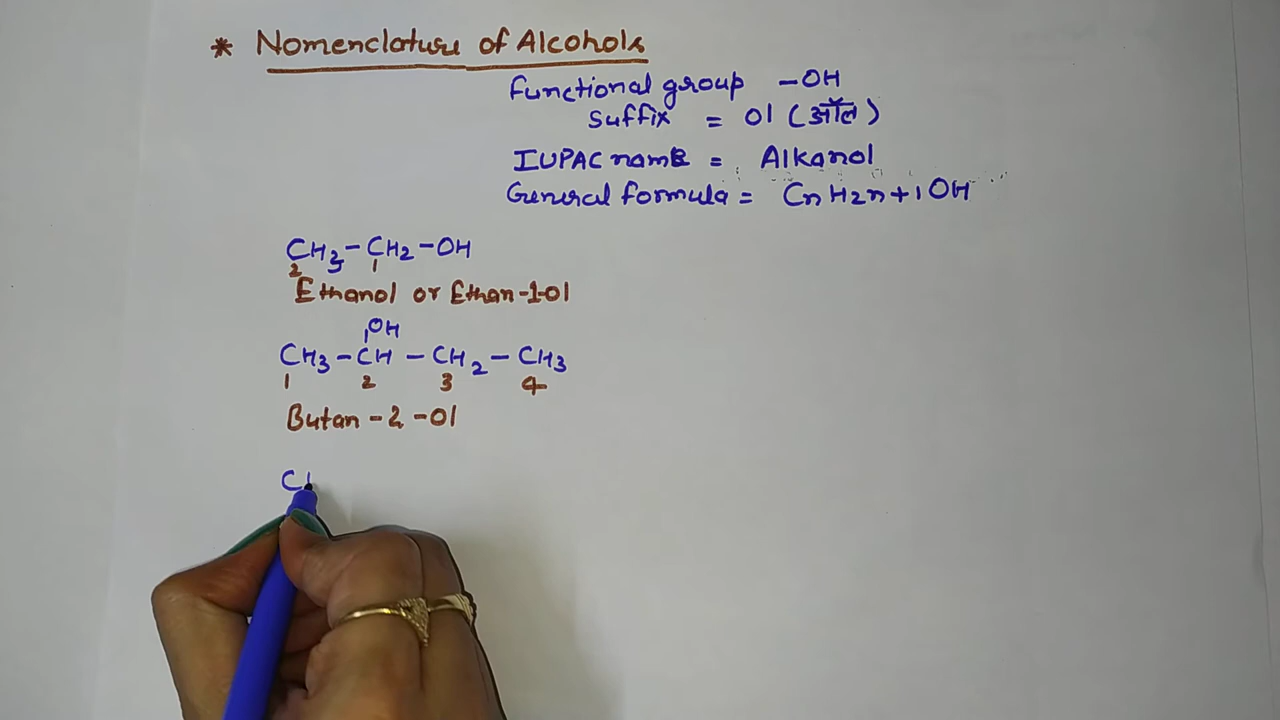 * Nomenclature of Alcohols
Functional group -OH
Suffix = ol (ऑल)
IUPAC name = Alkanol
General formula = CnH2n+1OH
CH3-CH2-OH
2 1
Ethanol or Ethan-1-ol
OH
CH3-CH-CH2-CH3
1 2 3 4
Butan-2-ol
C